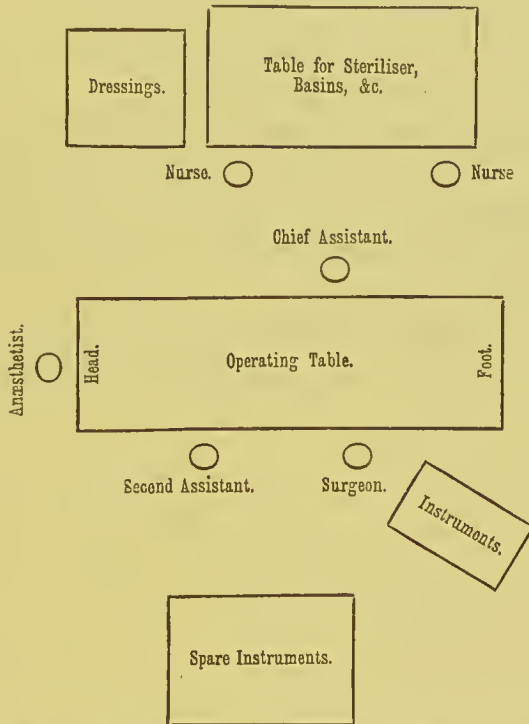 Dressings.
Table for Steriliser,
Basins, &c.
Nurse.
Nurse
Chief Assistant.
Anæsthetist.
Head.
Operating Table.
Foot.
Second Assistant.
Surgeon.
Instruments.
Spare Instruments.